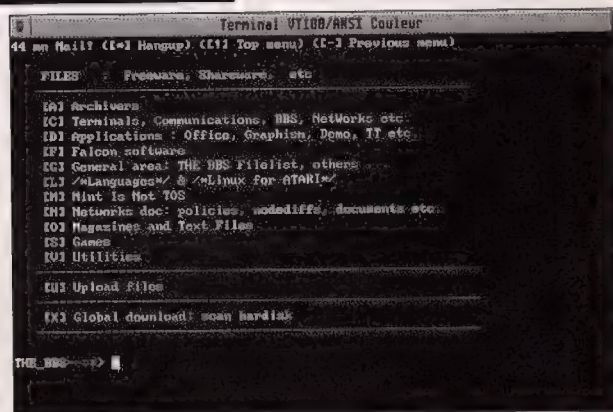 Terminal VT100/ANSI Couleur
44 mn Mail? ([*] Hangup) ([!] Top menu) ([-] Previous menu)
FILES : Freeware, Shareware, etc
[A] Archivers
[C] Terminals, Communications, BBS, NetWorks etc.
[D] Applications : Office, Graphism, Demo, TT etc.
[F] Falcon software
[G] General area: THE BBS Filelist, others
[L] /*Languages*/ & /*Linux for ATARI*/
[M] Mint Is Not TOS
[N] Networks doc: policies, nodediffs, documents etc.
[O] Magazines and Text Files
[S] Games
[V] Utilities
[U] Upload files
[X] Global download: scan hardisk
THE_BBS